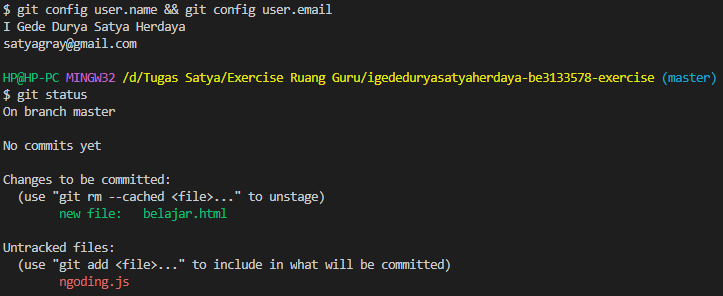 $ git config user.name && git config user.email
I Gede Durya Satya Herdaya
satyagray@gmail.com
HP@HP-PC MINGW32 /d/Tugas Satya/Exercise Ruang Guru/igededuryasatyaherdaya-be3133578-exercise (master)
$ git status
On branch master
No commits yet
Changes to be committed:
(use "git rm --cached <file>..." to unstage)
new file: belajar.html
Untracked files:
(use "git add <file>..." to include in what will be committed)
ngoding.js